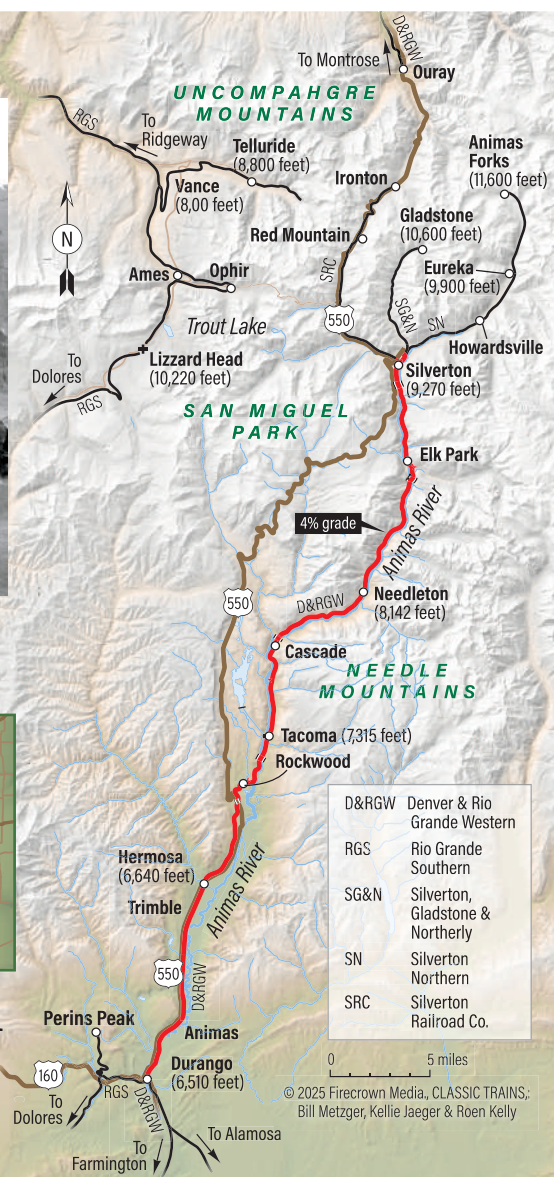 D&RGW
To Montrose
Ouray
UNCOMPAHGRE
MOUNTAINS
RGS
To
Ridgeway
Telluride
(8,800 feet)
Animas
Forks
(11,600 feet)
Vance
(8,00 feet)
Ironton
Gladstone
(10,600 feet)
N
Red Mountain
Eureka
(9,900 feet)
Ames
Ophir
SRC
SG&N
SN
550
Trout Lake
Howardsville
Lizzard Head
(10,220 feet)
To
Dolores
RGS
Silverton
(9,270 feet)
SAN MIGUEL
PARK
Elk Park
4% grade
Animas River
550
D&RGW
Needleton
(8,142 feet)
Cascade
NEEDLE
MOUNTAINS
Tacoma (7,315 feet)
Rockwood
D&RGW Denver & Rio
Grande Western
RGS Rio Grande
Southern
SG&N Silverton,
Gladstone &
Northerly
SN Silverton
Northern
SRC Silverton
Railroad Co.
Hermosa
(6,640 feet)
Animas River
Trimble
550
D&RGW
Perins Peak
Animas
Durango
(6,510 feet)
160
RGS
D&RGW
To
Dolores
To
Farmington
To Alamosa
0 5 miles
© 2025 Firecrown Media., CLASSIC TRAINS,:
Bill Metzger, Kellie Jaeger & Roen Kelly